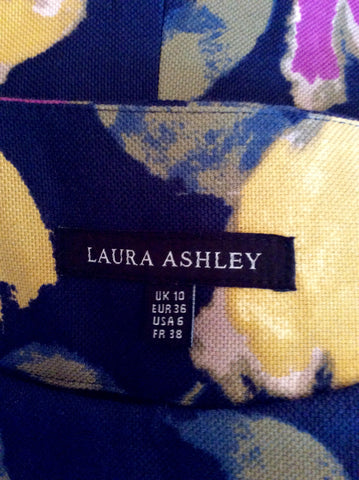 LAURA ASHLEY
UK 10
EUR 36
USA 6
FR 38